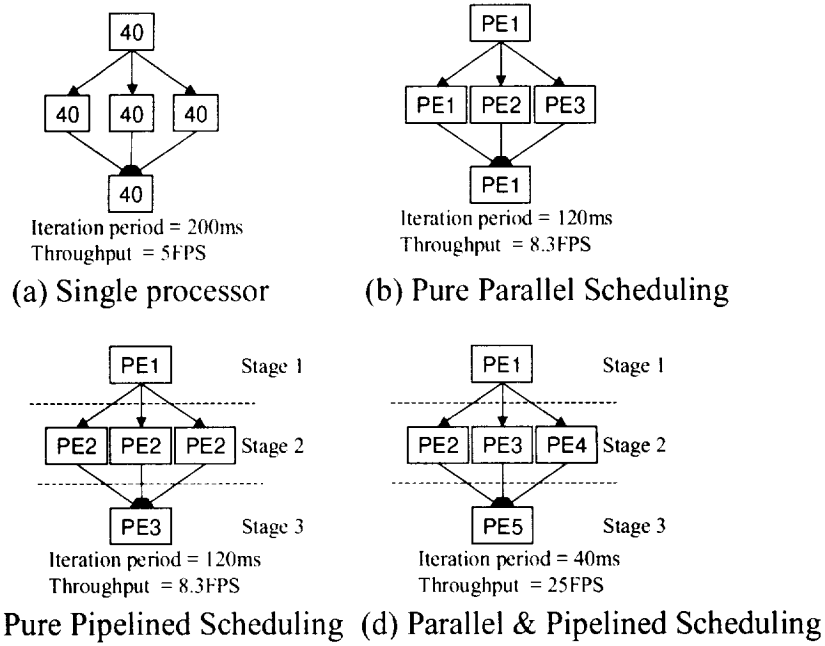 40
40 40 40
40
Iteration period = 200ms
Throughput = 5FPS
(a) Single processor
PE1
PE1 PE2 PE3
PE1
Iteration period = 120ms
Throughput = 8.3FPS
(b) Pure Parallel Scheduling
PE1 Stage 1
PE2 PE2 PE2 Stage 2
PE3 Stage 3
Iteration period = 120ms
Throughput = 8.3FPS
Pure Pipelined Scheduling
PE1 Stage 1
PE2 PE3 PE4 Stage 2
PE5 Stage 3
Iteration period = 40ms
Throughput = 25FPS
(d) Parallel & Pipelined Scheduling